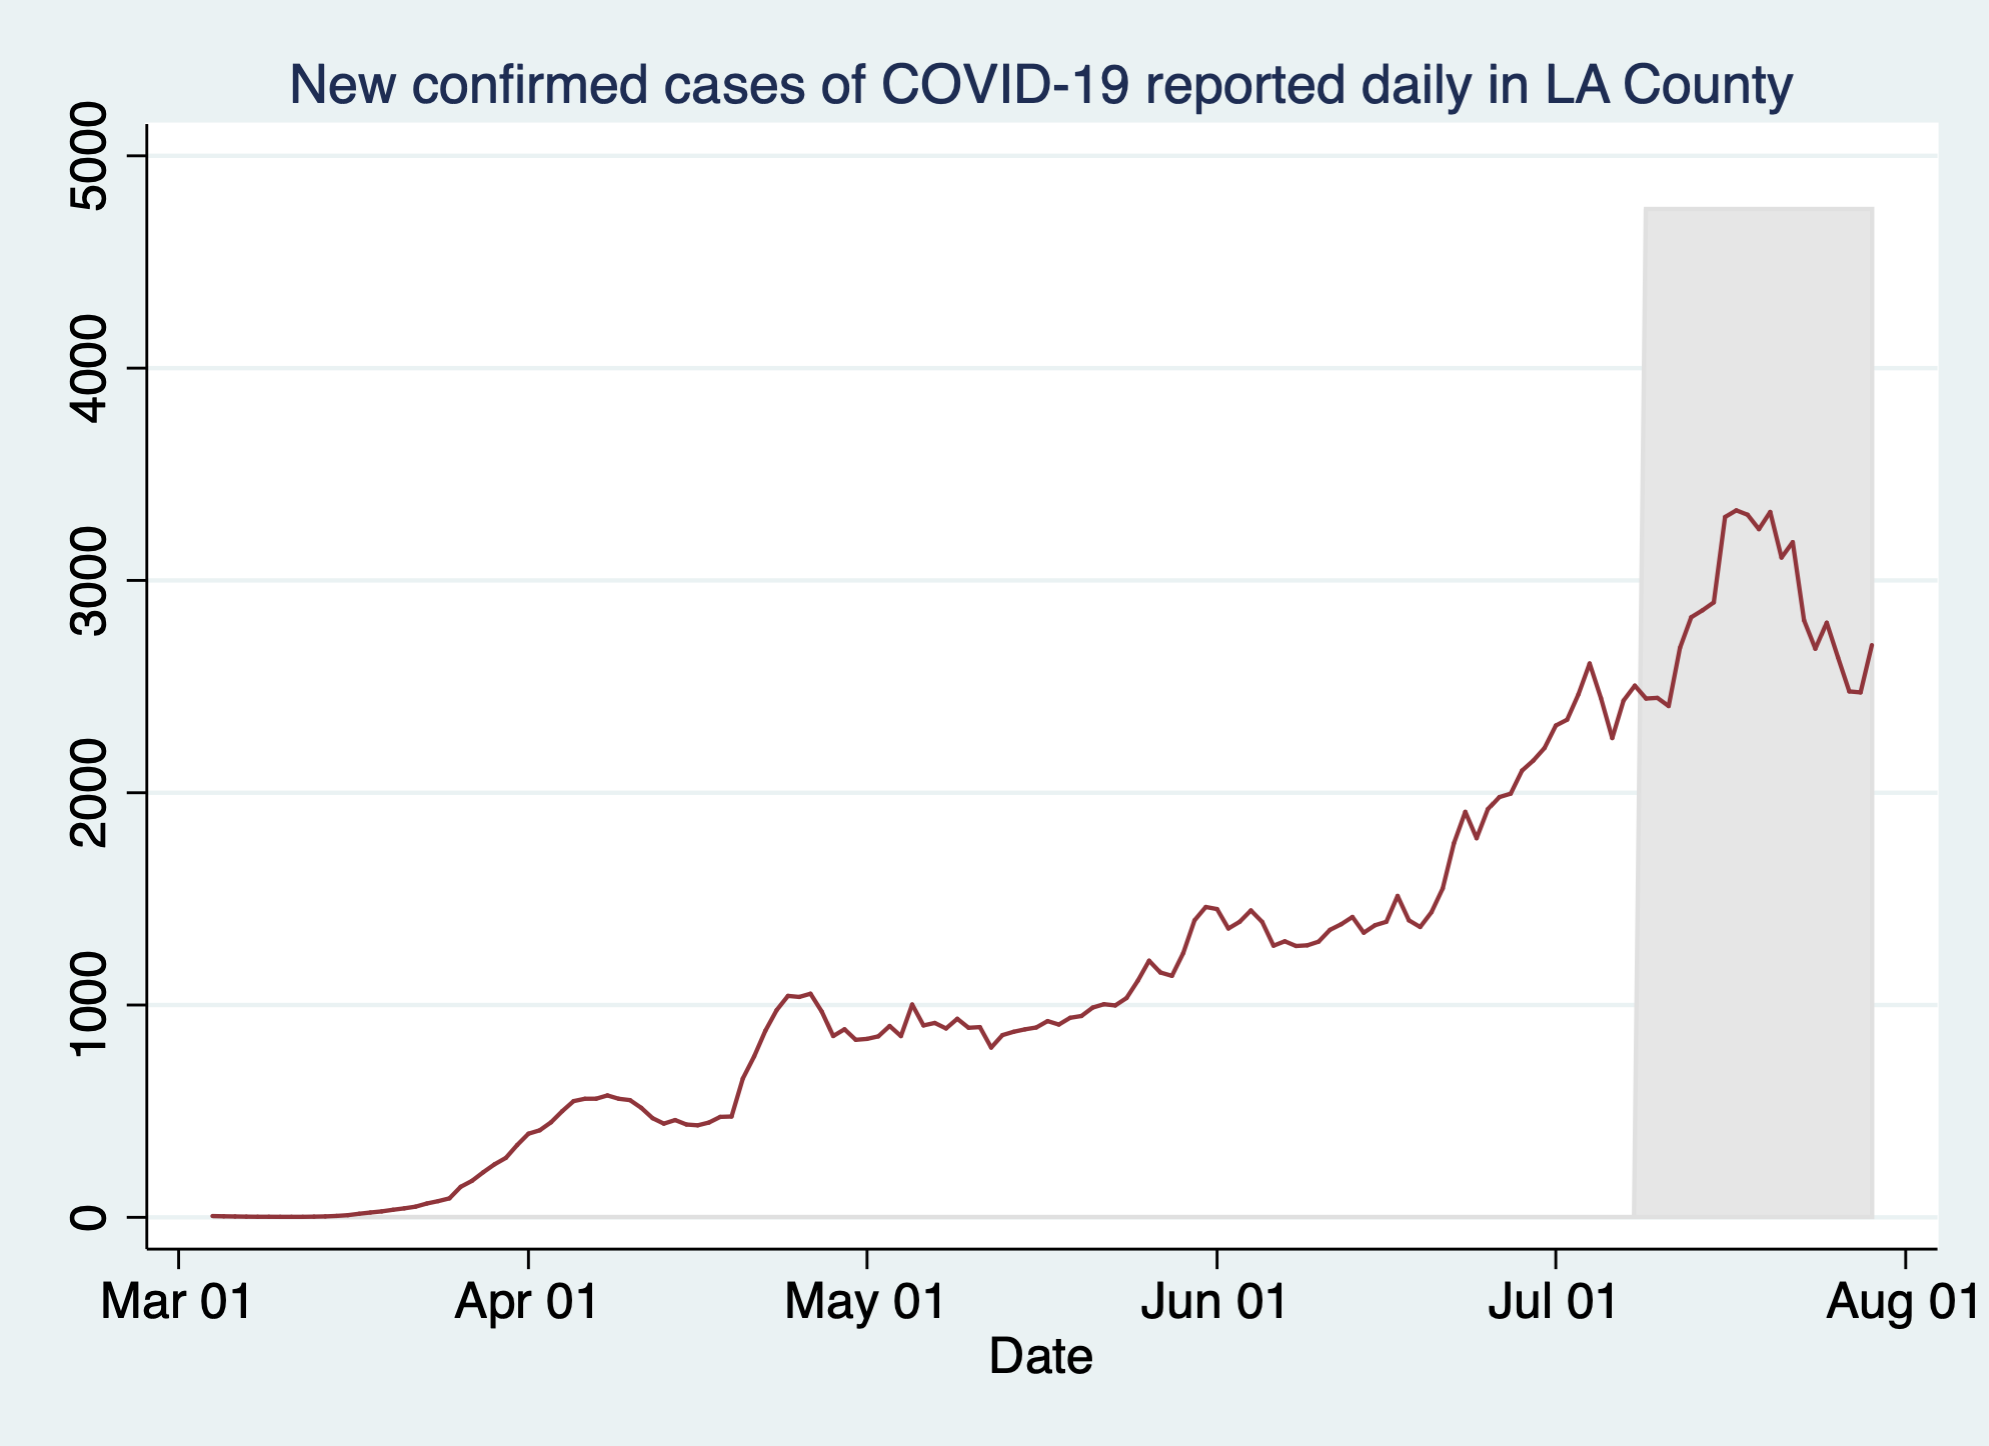 New confirmed cases of COVID-19 reported daily in LA County
5000
4000
3000
2000
1000
0
Mar 01 Apr 01 May 01 Jun 01 Jul 01 Aug 01
Date